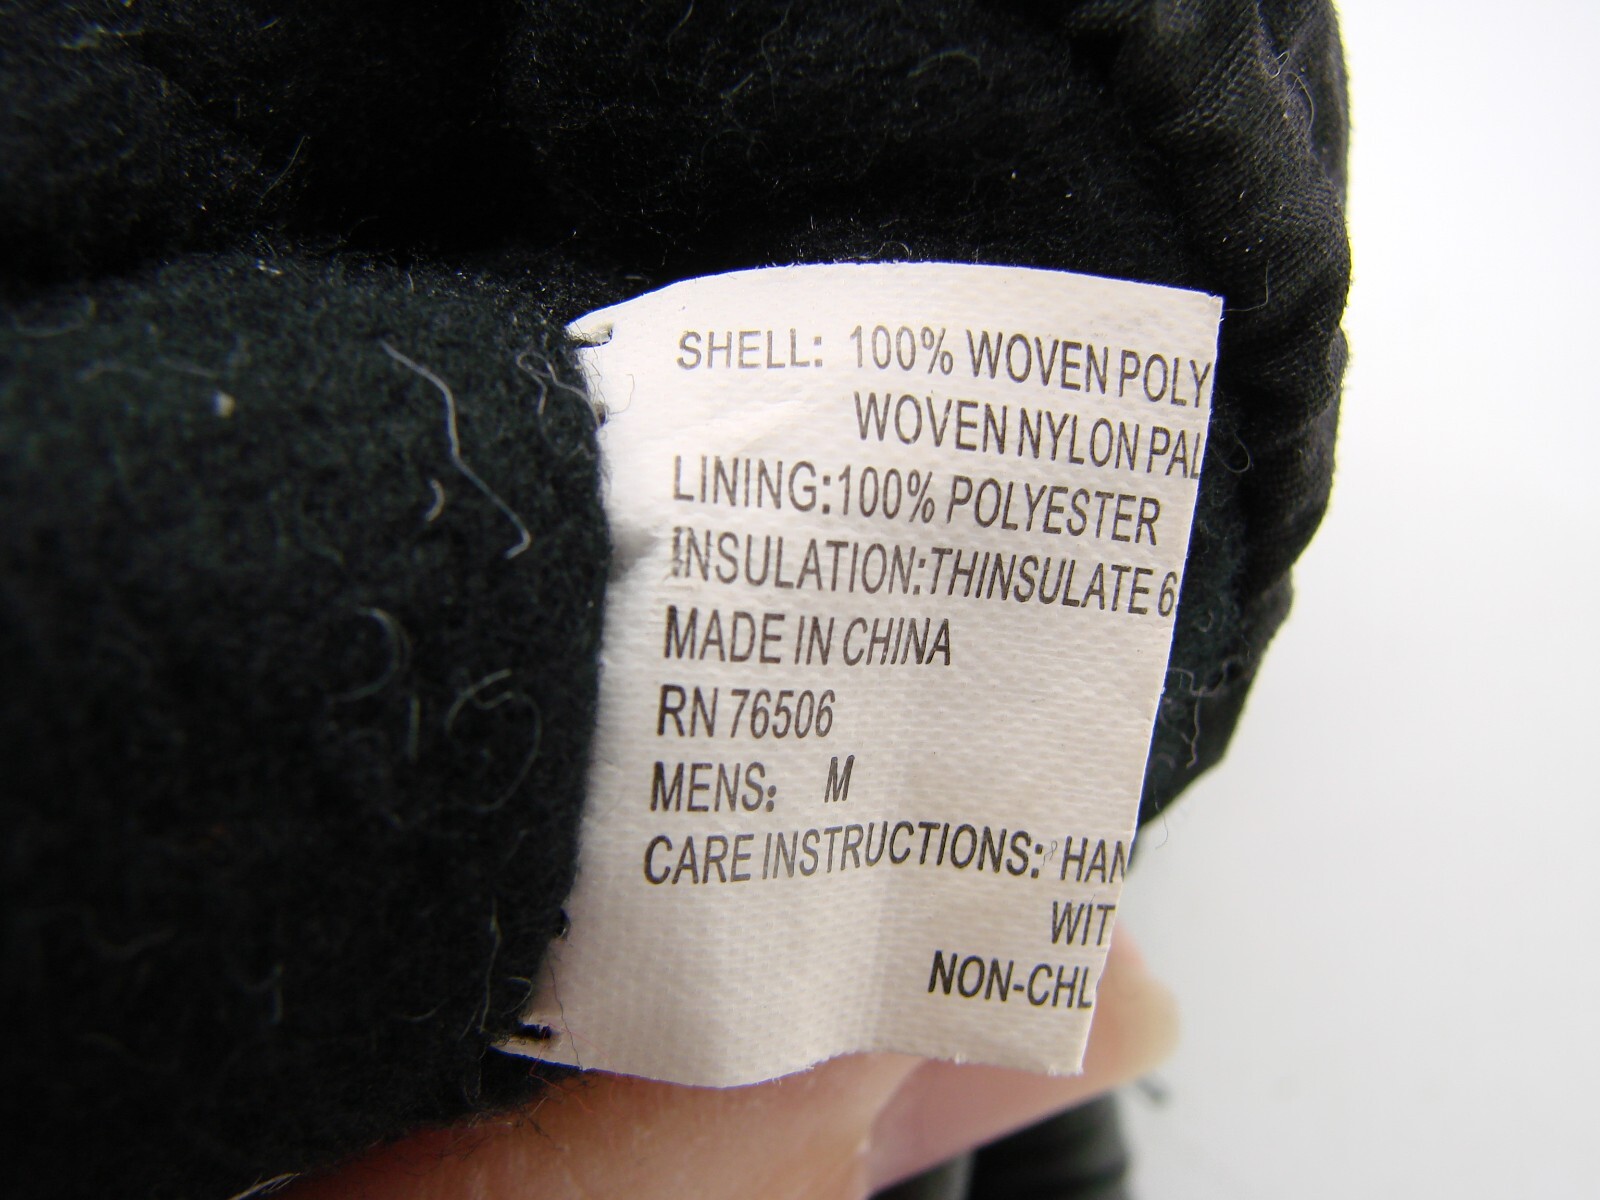 SHELL: 100% WOVEN POLY
WOVEN NYLON PAL
LINING:100% POLYESTER
INSULATION:THINSULATE 6
MADE IN CHINA
RN 76506
MENS: M
CARE INSTRUCTIONS: HAN
WIT
NON-CHL